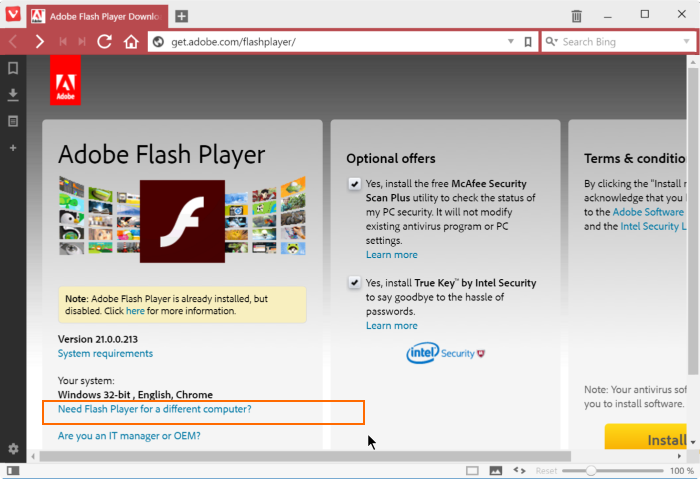 Adobe Flash Player Downlo
get.adobe.com/flashplayer/
Search Bing
Adobe
Adobe Flash Player
Note: Adobe Flash Player is already installed, but
disabled. Click here for more information.
Version 21.0.0.213
System requirements
Your system:
Windows 32-bit , English, Chrome
Need Flash Player for a different computer?
Are you an IT manager or OEM?
Optional offers
Yes, install the free McAfee Security
Scan Plus utility to check the status of
my PC security. It will not modify
existing antivirus program or PC
settings.
Learn more
Yes, install True Key™ by Intel Security
to say goodbye to the hassle of
passwords.
Learn more
intel Security
Terms & conditio
By clicking the "Install n
acknowledge that you
to the Adobe Software
and the Intel Security L
Note: Your antivirus sof
you to install software.
Install
Reset
100 %